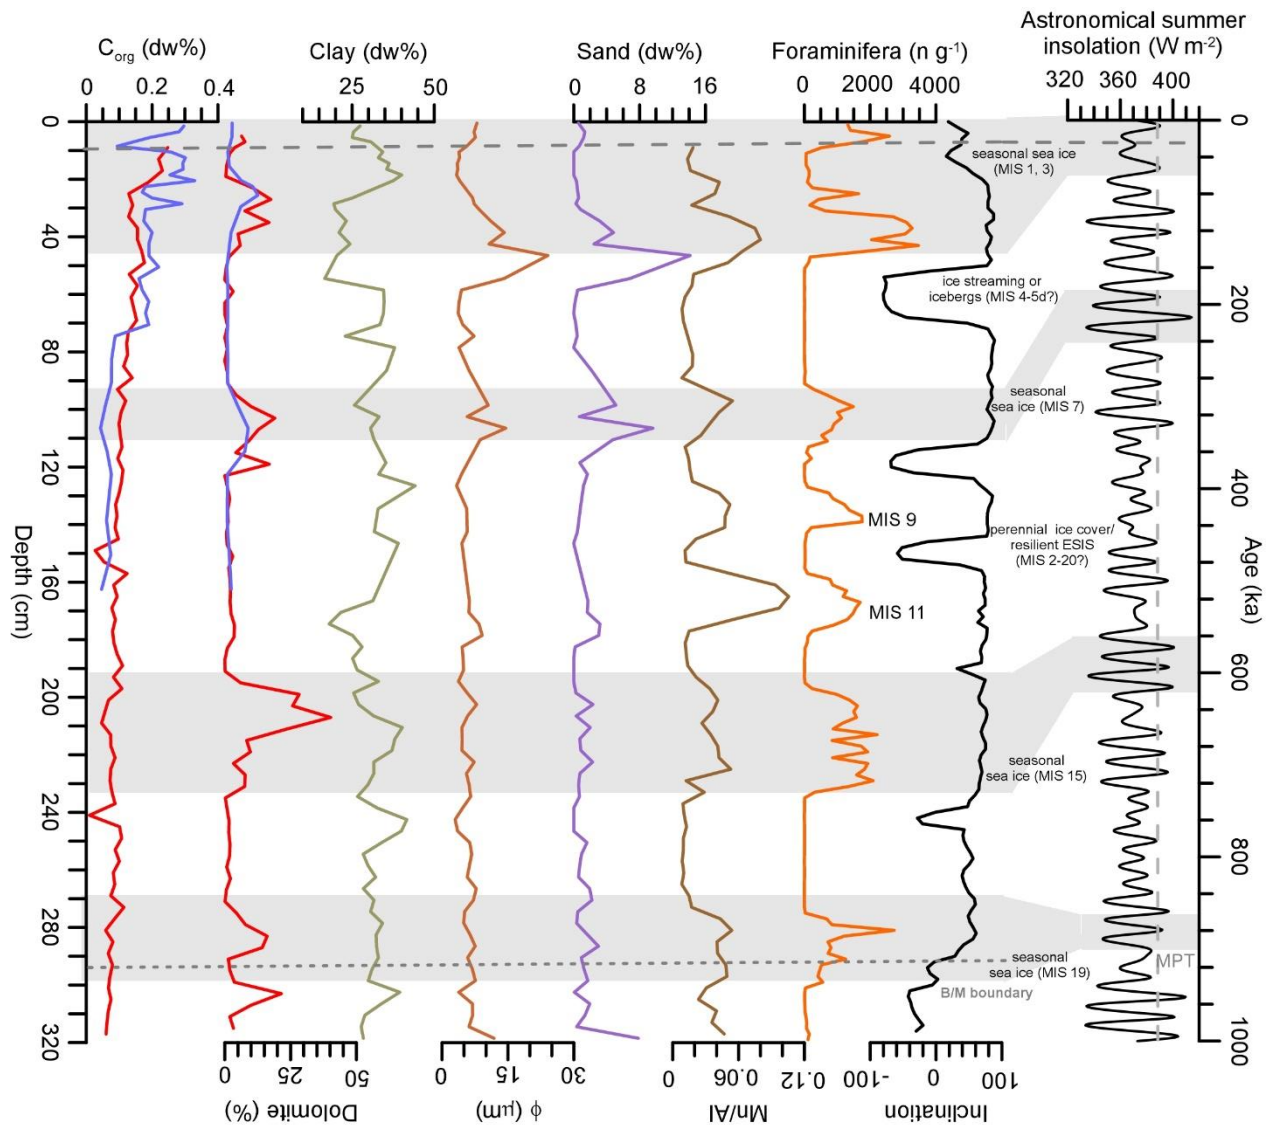 Astronomical summer
insolation (W m-2)
Corg (dw%)
Clay (dw%)
Sand (dw%)
Foraminifera (n g-1)
320 360 400
0 0.2 0.4
25 50
0 8 16
0 2000 4000
0
40
80
120
160
200
240
280
320
Depth (cm)
0
200
400
600
800
1000
Age (ka)
seasonal sea ice
(MIS 1, 3)
ice streaming or
icebergs (MIS 4-5d?)
seasonal
sea ice (MIS 7)
MIS 9
perennial ice cover/
resilient ESIS
(MIS 2-20?)
MIS 11
seasonal
sea ice (MIS 15)
seasonal
sea ice (MIS 19)
MPT
B/M boundary
0 25 50
Dolomite (%)
0 15 30
ϕ (μm)
0 0.06 0.12
Mn/Al
-100 0 100
Inclination